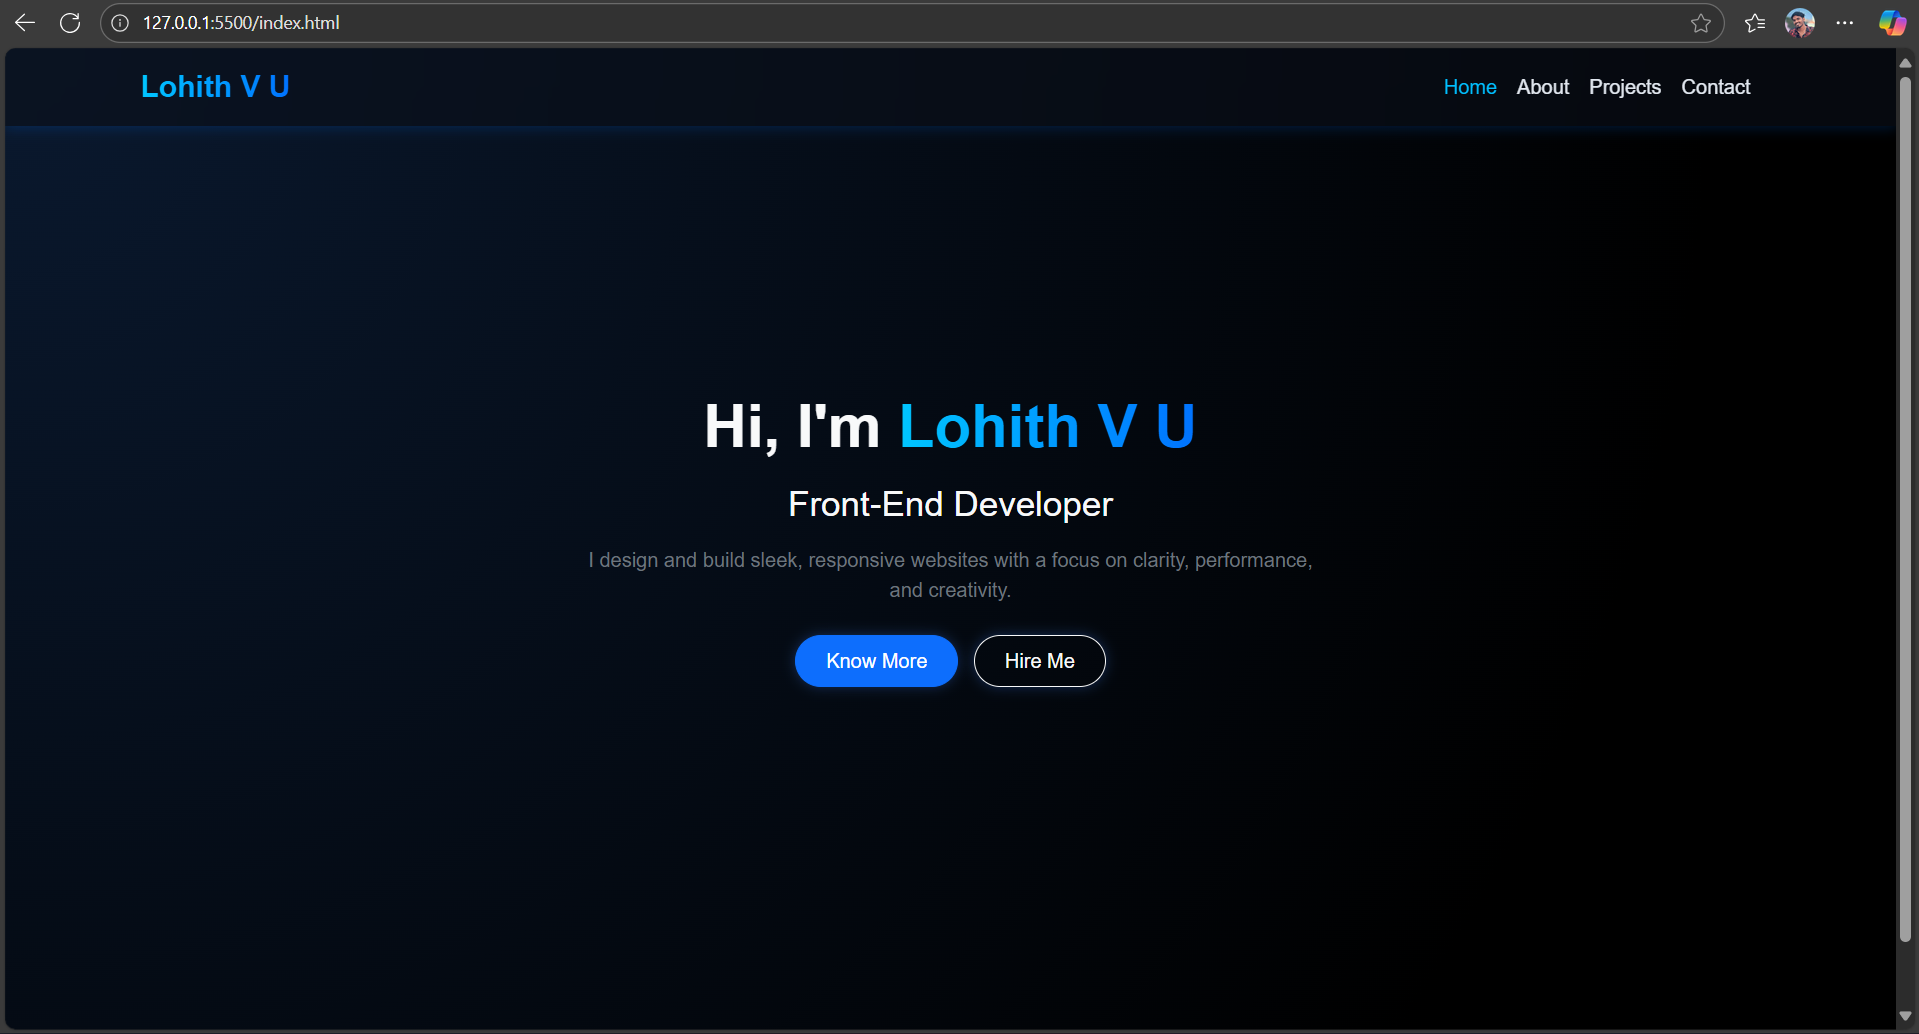 127.0.0.1:5500/index.html
Lohith V U
Home About Projects Contact
Hi, I'm Lohith V U
Front-End Developer
I design and build sleek, responsive websites with a focus on clarity, performance,
and creativity.
Know More Hire Me